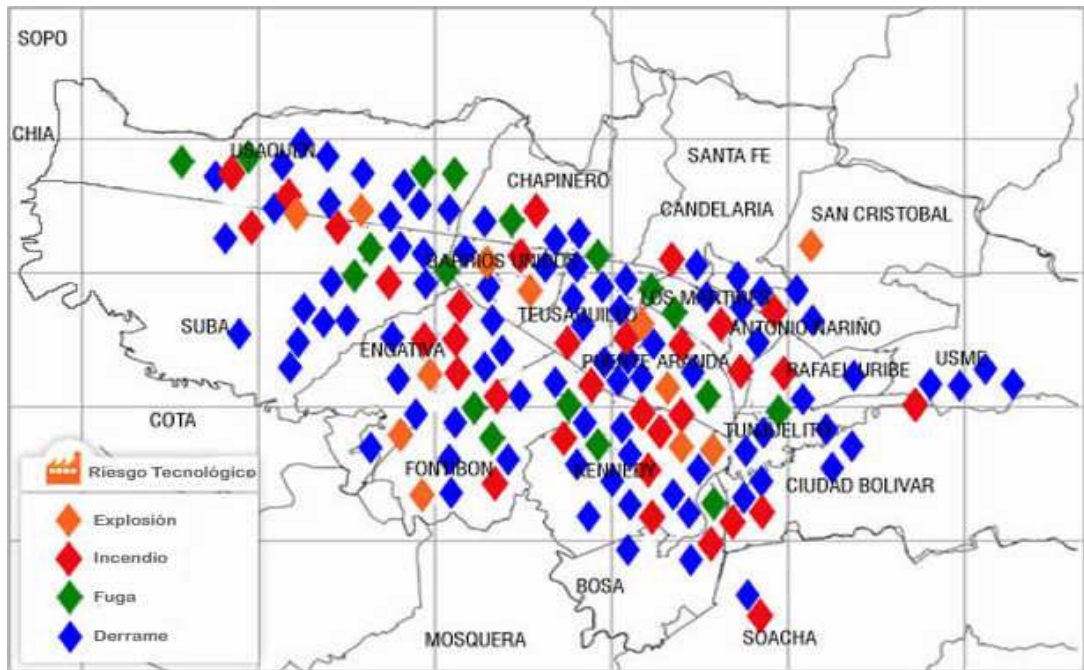 SOPO
CHIA
USAQUEN
SANTA FE
CHAPINERO
CANDELARIA
SAN CRISTOBAL
BARRIOS UNIDOS
LOS MARTIRES
TEUSAQUILLO
SUBA
ANTONIO NARIÑO
ENGATIVA
PUENTE ARANDA
RAFAEL URIBE
USME
COTA
TUNJUELITO
FONTIBON
KENNEDY
CIUDAD BOLIVAR
BOSA
MOSQUERA
SOACHA
Riesgo Tecnológico
Explosión
Incendio
Fuga
Derrame